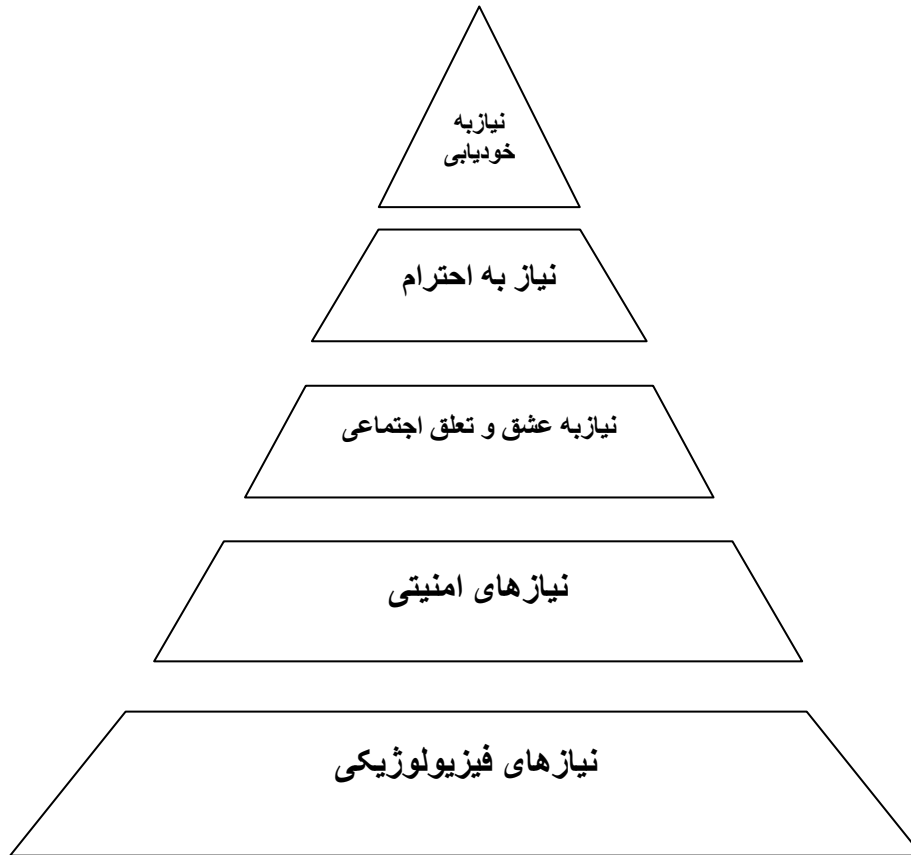 نیازبه
خودیابی
نیاز به احترام
نیازبه عشق و تعلق اجتماعی
نیازهای امنیتی
نیازهای فیزیولوژیکی